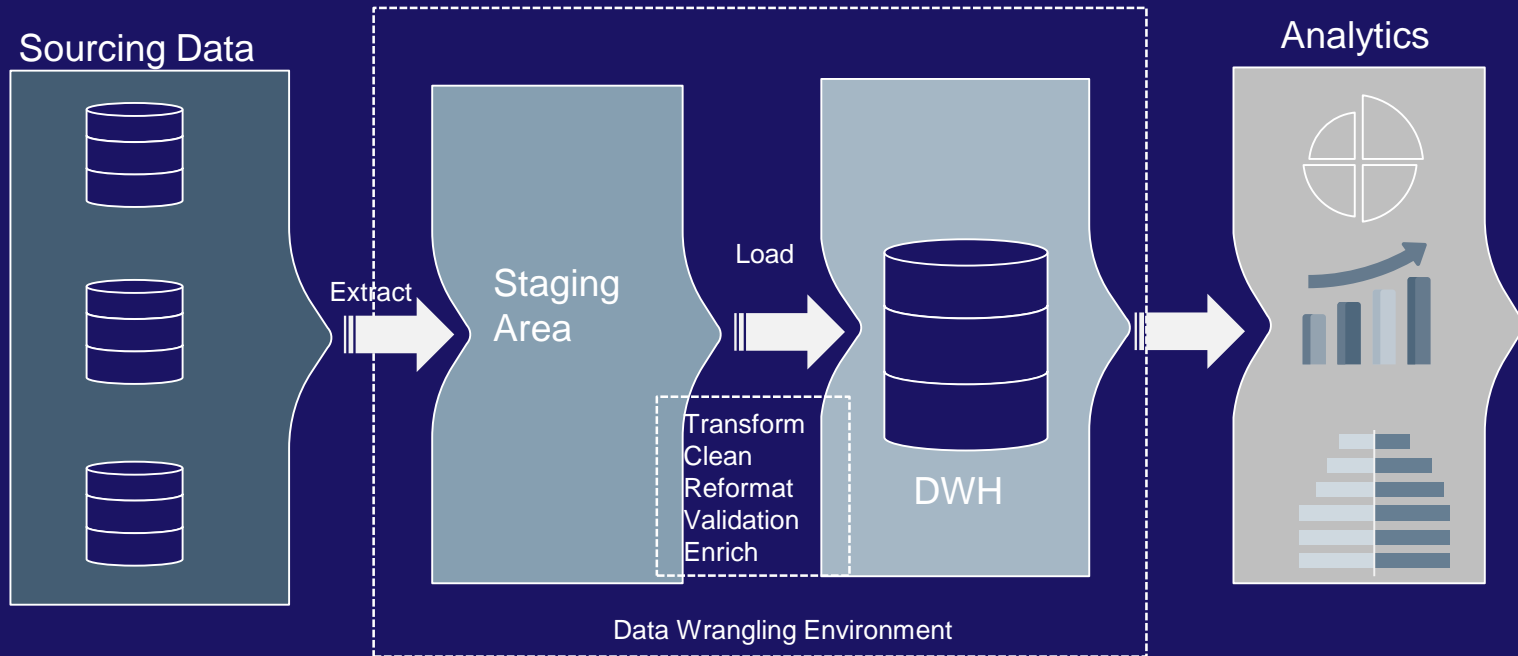 Sourcing Data
Analytics
Extract
Staging
Area
Load
Transform
Clean
Reformat
Validation
Enrich
DWH
Data Wrangling Environment